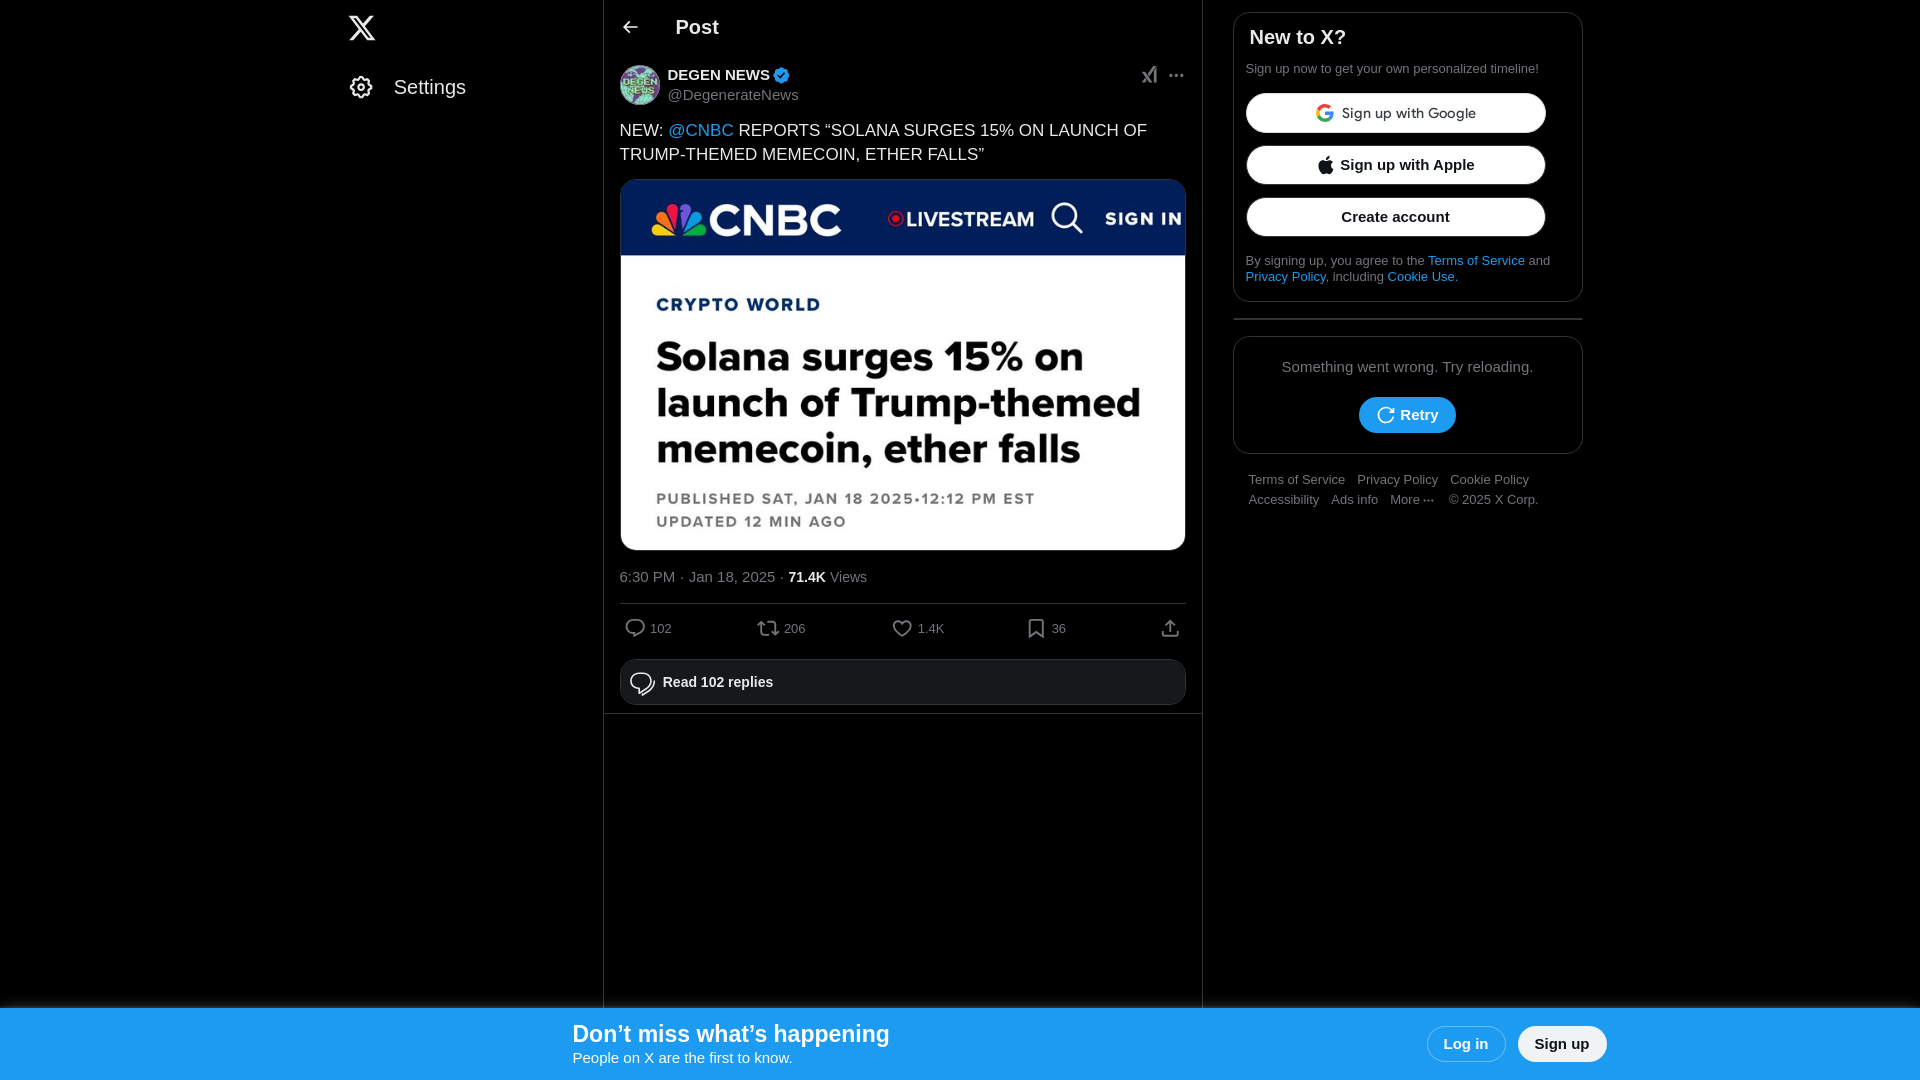 Settings
Post
DEGEN NEWS
@DegenerateNews
NEW: @CNBC REPORTS “SOLANA SURGES 15% ON LAUNCH OF
TRUMP-THEMED MEMECOIN, ETHER FALLS”
CNBC LIVESTREAM SIGN IN
CRYPTO WORLD
Solana surges 15% on
launch of Trump-themed
memecoin, ether falls
PUBLISHED SAT, JAN 18 2025•12:12 PM EST
UPDATED 12 MIN AGO
6:30 PM · Jan 18, 2025 · 71.4K Views
102 206 1.4K 36
Read 102 replies
New to X?
Sign up now to get your own personalized timeline!
Sign up with Google
Sign up with Apple
Create account
By signing up, you agree to the Terms of Service and
Privacy Policy, including Cookie Use.
Something went wrong. Try reloading.
Retry
Terms of Service Privacy Policy Cookie Policy
Accessibility Ads info More ··· © 2025 X Corp.
Don’t miss what’s happening
People on X are the first to know.
Log in Sign up